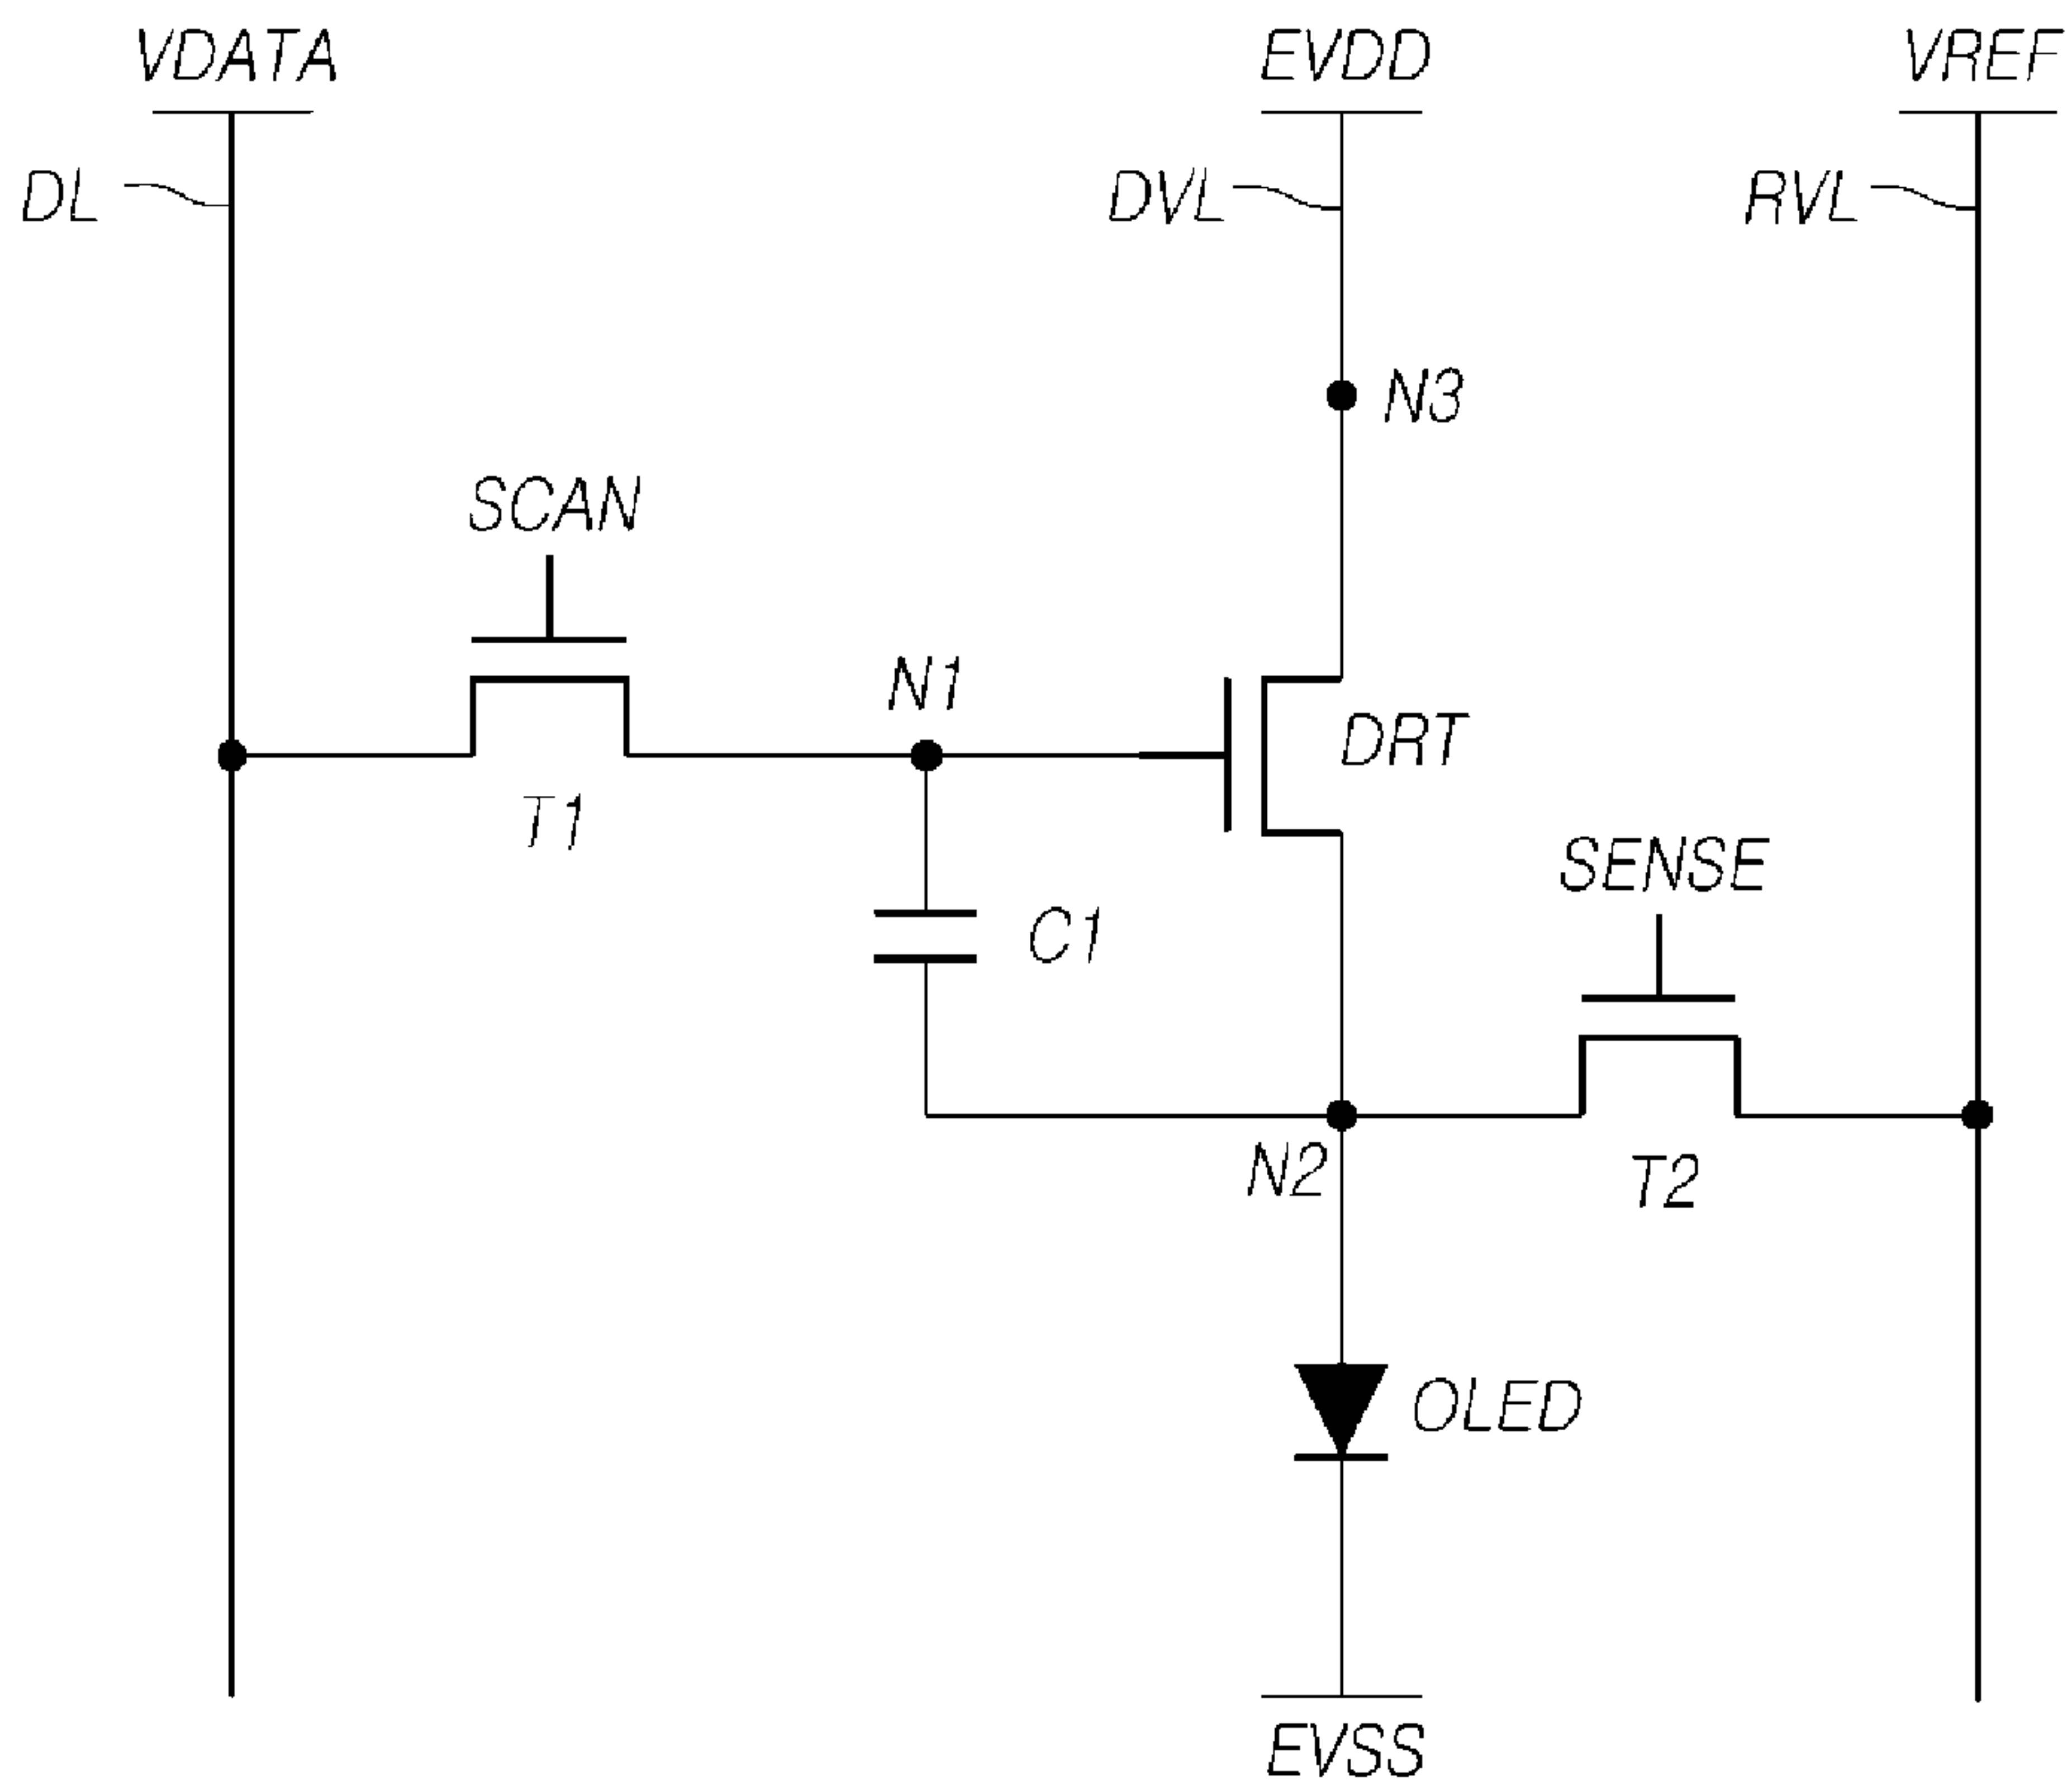 VDATA
EVDD
VREF
DL
DVL
RVL
N3
SCAN
N1
DRT
T1
SENSE
C1
N2
T2
OLED
EVSS